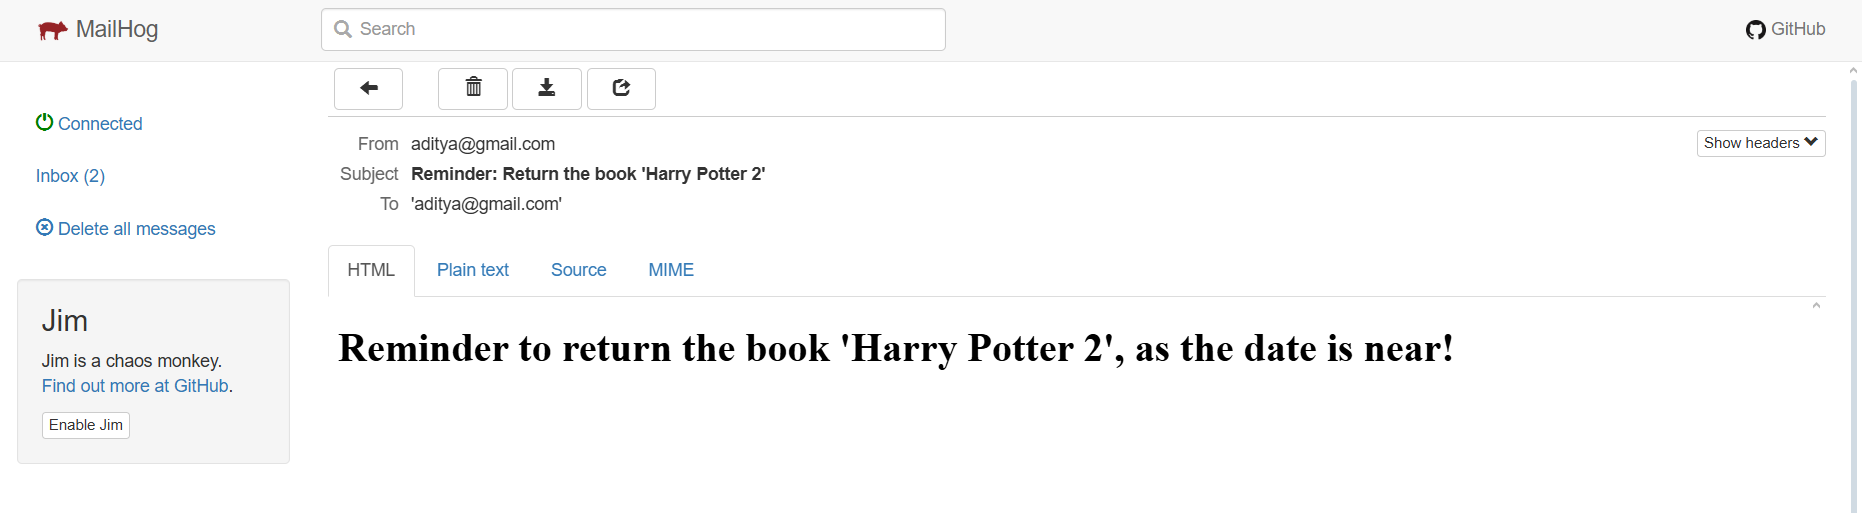 MailHog
Search
GitHub
Connected
Inbox (2)
Delete all messages
Jim
Jim is a chaos monkey.
Find out more at GitHub.
Enable Jim
From aditya@gmail.com
Show headers
Subject Reminder: Return the book 'Harry Potter 2'
To 'aditya@gmail.com'
HTML Plain text Source MIME
Reminder to return the book 'Harry Potter 2', as the date is near!